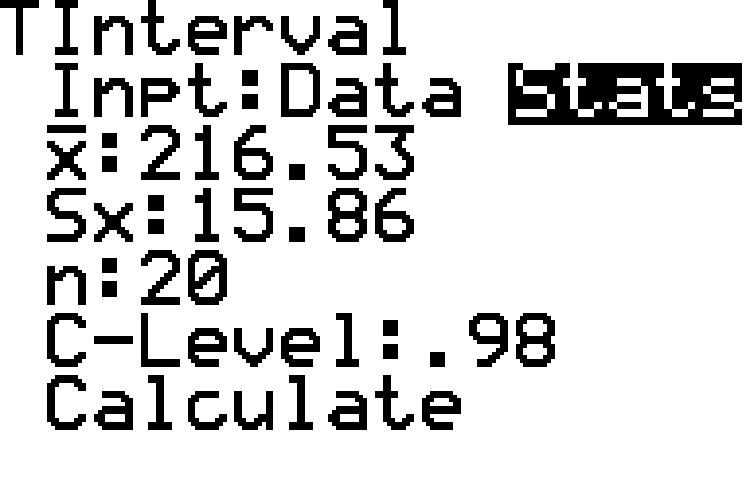 TInterval
Inpt:Data Stats
x̄:216.53
Sx:15.86
n:20
C-Level:.98
Calculate